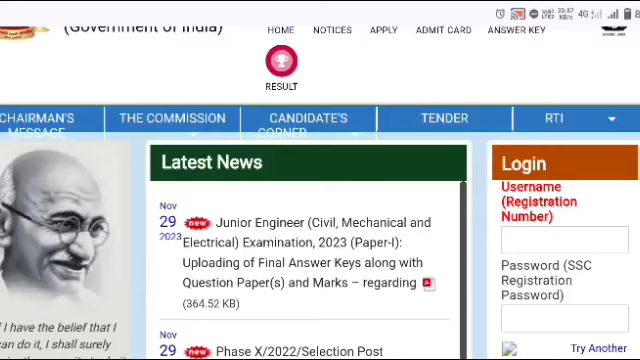 (Government of India)
HOME NOTICES APPLY ADMIT CARD ANSWER KEY
RESULT
CHAIRMAN'S MESSAGE
THE COMMISSION
CANDIDATE'S CORNER
TENDER
RTI
Latest News
Nov
29
2023
new Junior Engineer (Civil, Mechanical and
Electrical) Examination, 2023 (Paper-I):
Uploading of Final Answer Keys along with
Question Paper(s) and Marks – regarding
(364.52 KB)
Nov
29
new Phase X/2022/Selection Post
f I have the belief that I
can do it, I shall surely
Login
Username
(Registration
Number)
Password (SSC
Registration
Password)
Try Another